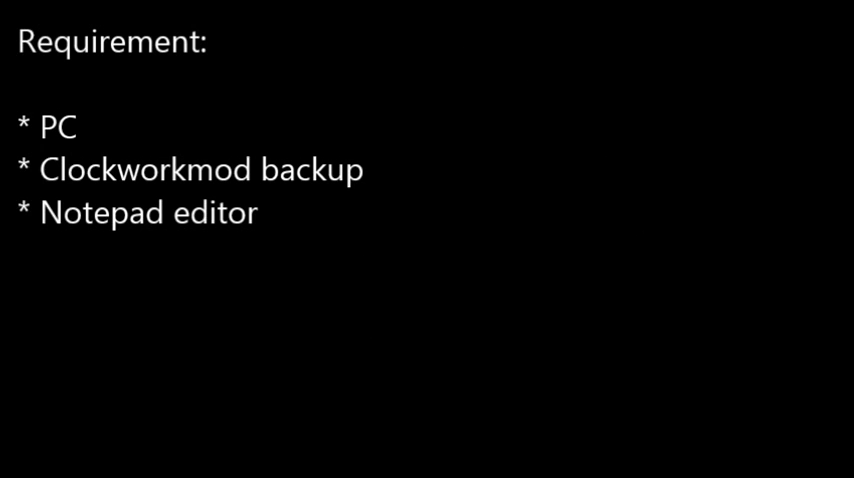 Requirement:
* PC
* Clockworkmod backup
* Notepad editor